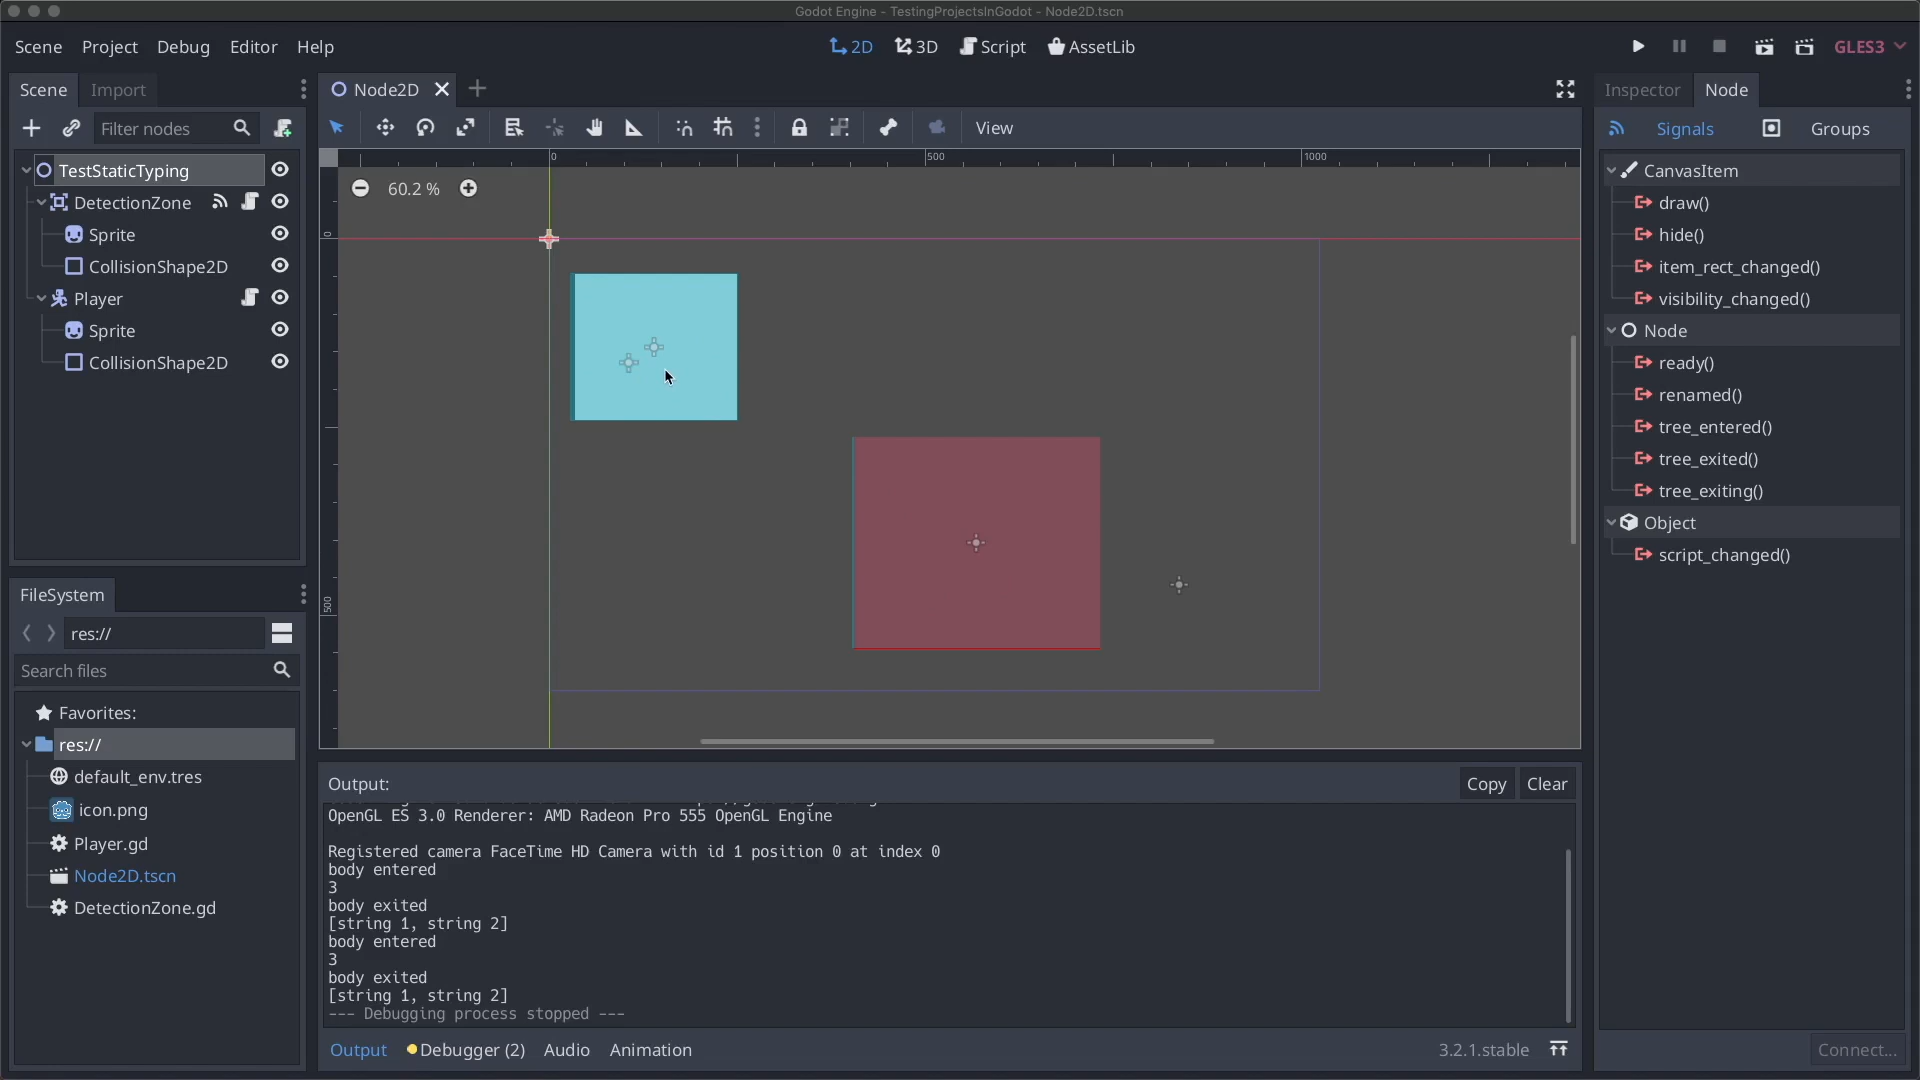 Godot Engine - TestingProjectsInGodot - Node2D.tscn
Scene Project Debug Editor Help
2D 3D Script AssetLib
GLES3
Scene Import
Node2D
Inspector Node
Filter nodes
View
Signals Groups
TestStaticTyping
DetectionZone
Sprite
CollisionShape2D
Player
Sprite
CollisionShape2D
0 500 1000
60.2 %
0
500
CanvasItem
draw()
hide()
item_rect_changed()
visibility_changed()
Node
ready()
renamed()
tree_entered()
tree_exited()
tree_exiting()
Object
script_changed()
FileSystem
res://
Search files
Favorites:
res://
default_env.tres
icon.png
Player.gd
Node2D.tscn
DetectionZone.gd
Output:
Copy Clear
OpenGL ES 3.0 Renderer: AMD Radeon Pro 555 OpenGL Engine
Registered camera FaceTime HD Camera with id 1 position 0 at index 0
body entered
3
body exited
[string 1, string 2]
body entered
3
body exited
[string 1, string 2]
--- Debugging process stopped ---
Output Debugger (2) Audio Animation
3.2.1.stable
Connect...